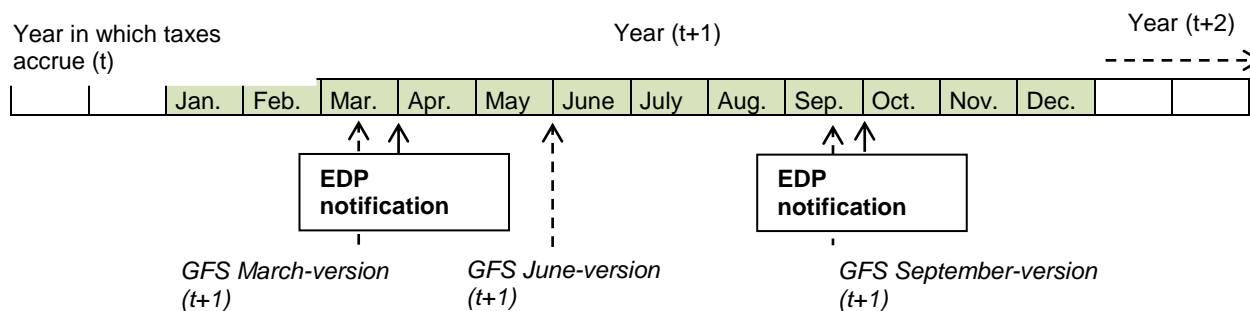 Year in which taxes
accrue (t)
Year (t+1)
Year (t+2)
Jan. Feb. Mar. Apr. May June July Aug. Sep. Oct. Nov. Dec.
EDP
notification
EDP
notification
GFS March-version
(t+1)
GFS June-version
(t+1)
GFS September-version
(t+1)